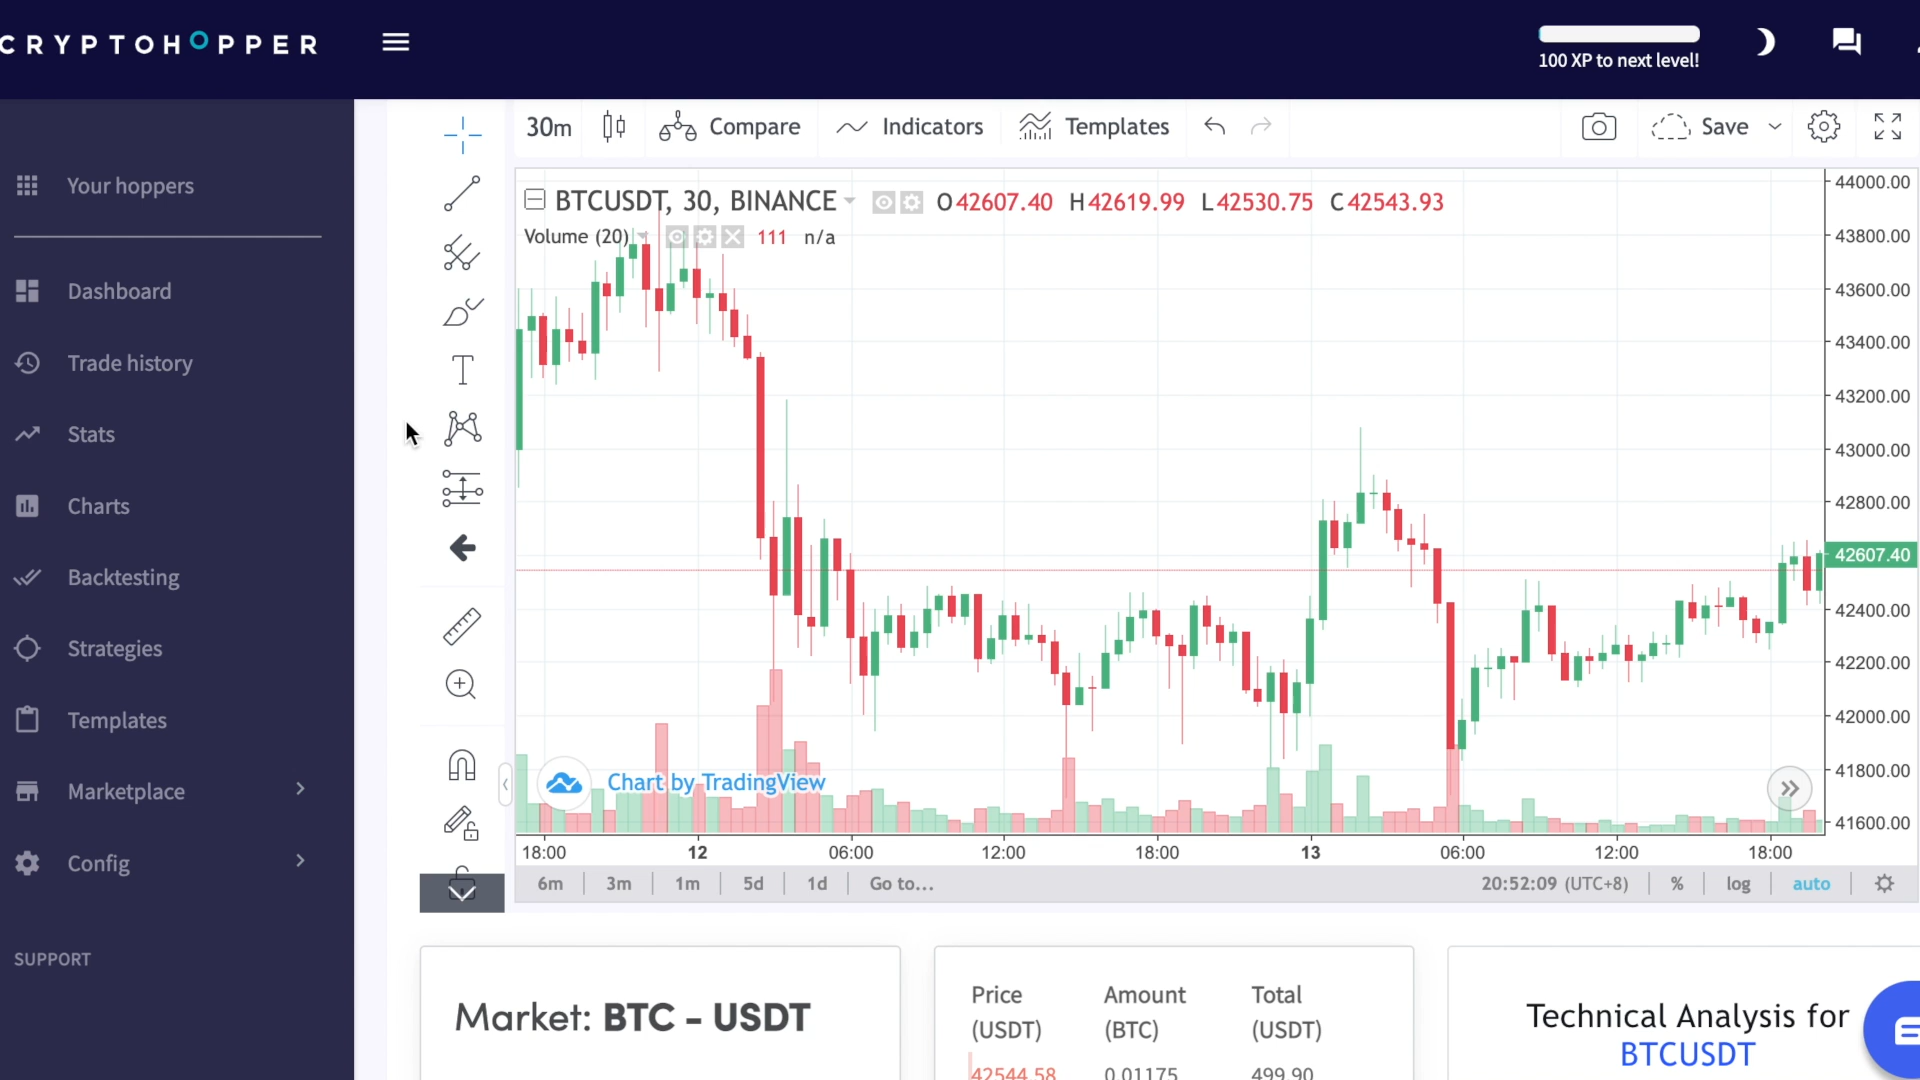 CRYPTOHOPPER
100 XP to next level!
Your hoppers
Dashboard
Trade history
Stats
Charts
Backtesting
Strategies
Templates
Marketplace
Config
SUPPORT
30m
Compare
Indicators
Templates
Save
BTCUSDT, 30, BINANCE
O42607.40 H42619.99 L42530.75 C42543.93
Volume (20)
111 n/a
44000.00
43800.00
43600.00
43400.00
43200.00
43000.00
42800.00
42607.40
42400.00
42200.00
42000.00
41800.00
41600.00
Chart by TradingView
18:00 12 06:00 12:00 18:00 13 06:00 12:00 18:00
6m 3m 1m 5d 1d Go to...
20:52:09 (UTC+8) % log auto
Market: BTC - USDT
Price Amount Total
(USDT) (BTC) (USDT)
42544.58 0.01175 499.90
Technical Analysis for
BTCUSDT